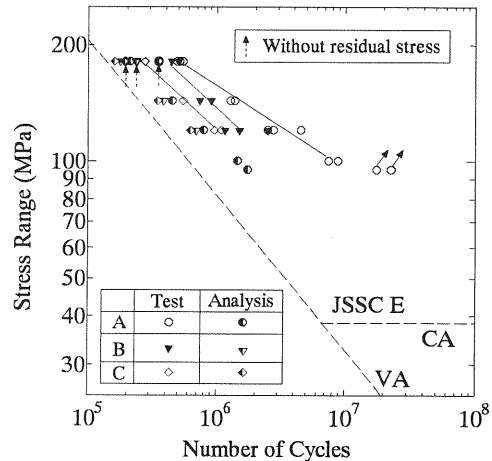 200
Without residual stress
100
90
80
70
60
50
40
30
Stress Range (MPa)
JSSC E
CA
VA
Test Analysis
A
B
C
10^5 10^6 10^7 10^8
Number of Cycles